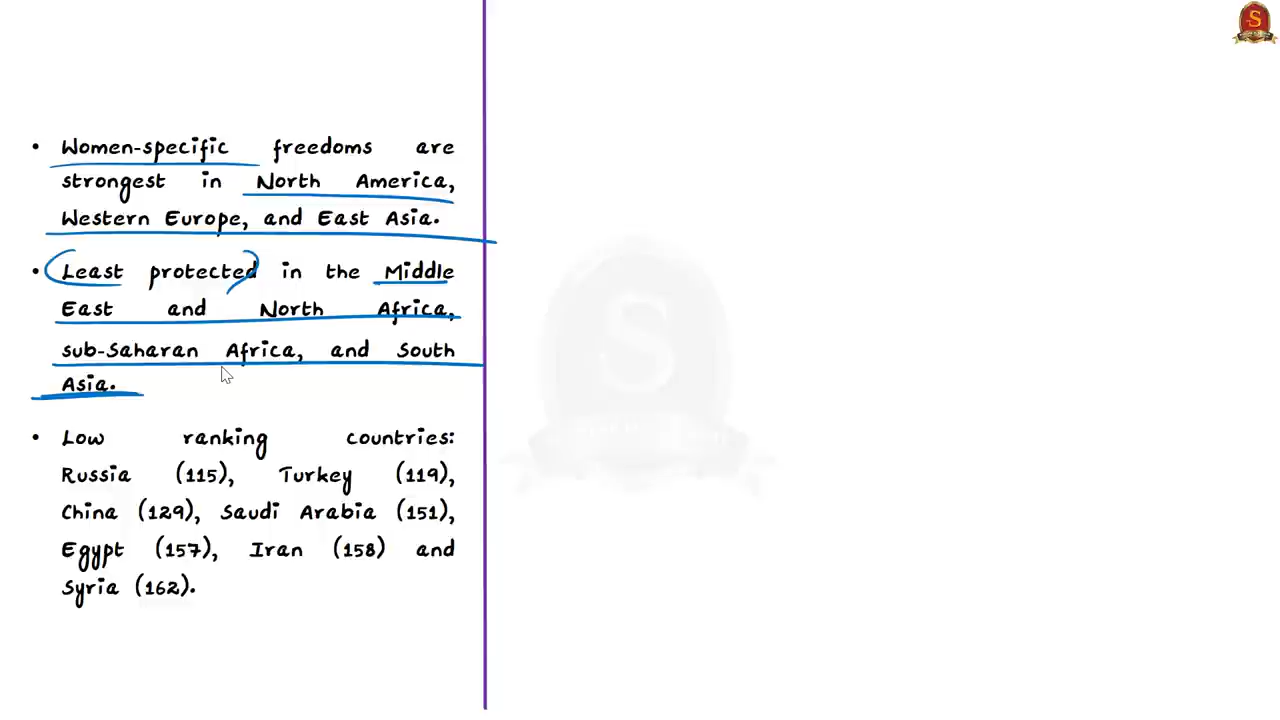 • Women-specific freedoms are
strongest in North America,
Western Europe, and East Asia.
• Least protected in the Middle
East and North Africa,
sub-Saharan Africa, and South
Asia.
• Low ranking countries:
Russia (115), Turkey (119),
China (129), Saudi Arabia (151),
Egypt (157), Iran (158) and
Syria (162).
S
S